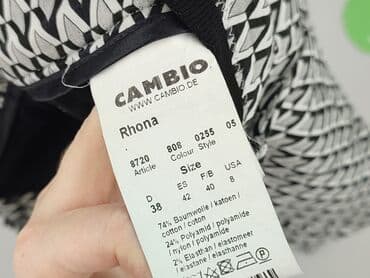 CAMBIO
WWW.CAMBIO.DE
Rhona
8720 808 0255 05
Article Colour Style
Size
D ES F/B USA
38 42 40 8
74% Baumwolle / katoen /
cotton / coton
24% Polyamid / polyamide
/ nylon / polyamide
2% Elasthan / elastomeer
/ elastane / élasthanne